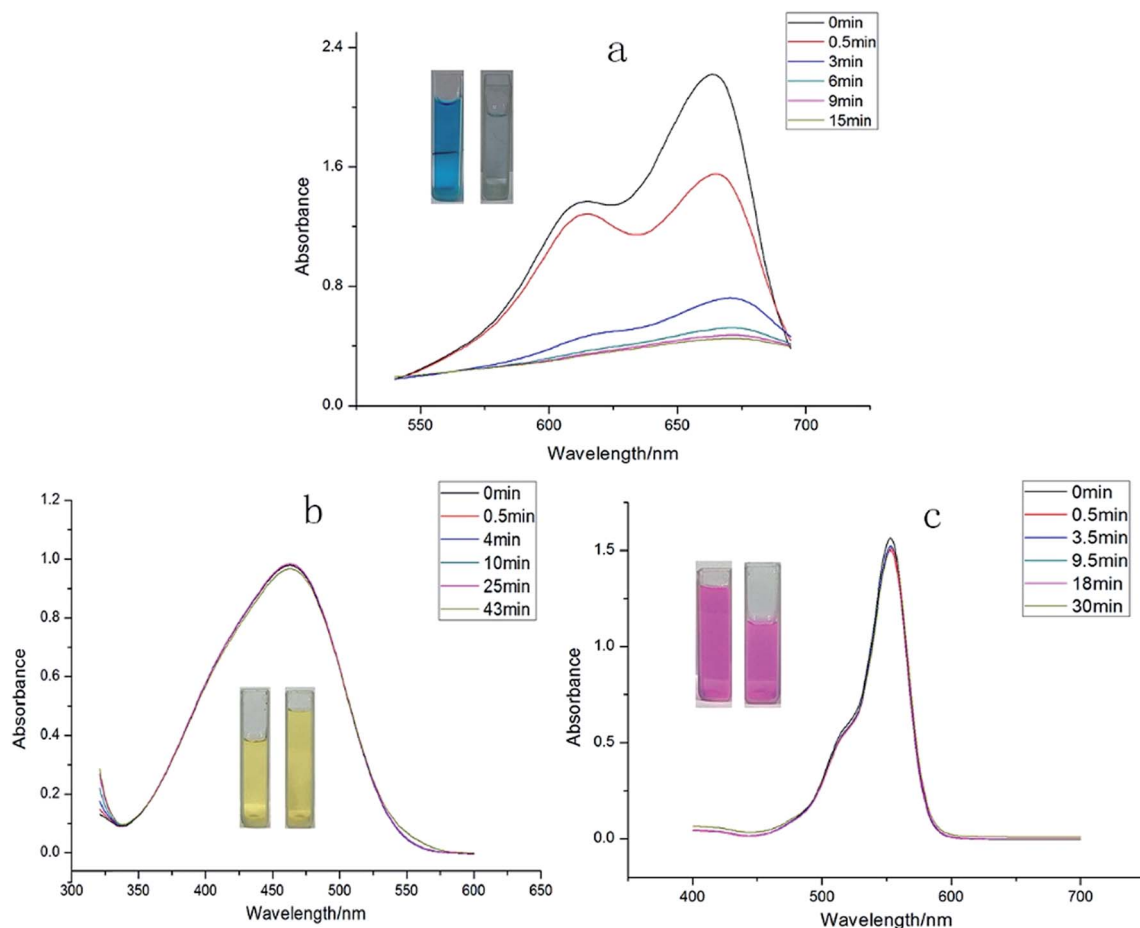 a
0min
0.5min
3min
6min
9min
15min
2.4
1.6
0.8
0.0
Absorbance
550
600
650
700
Wavelength/nm
b
0min
0.5min
4min
10min
25min
43min
1.2
1.0
0.8
0.6
0.4
0.2
0.0
Absorbance
300
350
400
450
500
550
600
650
Wavelength/nm
c
0min
0.5min
3.5min
9.5min
18min
30min
1.5
1.0
0.5
0.0
Absorbance
400
500
600
700
Wavelength/nm